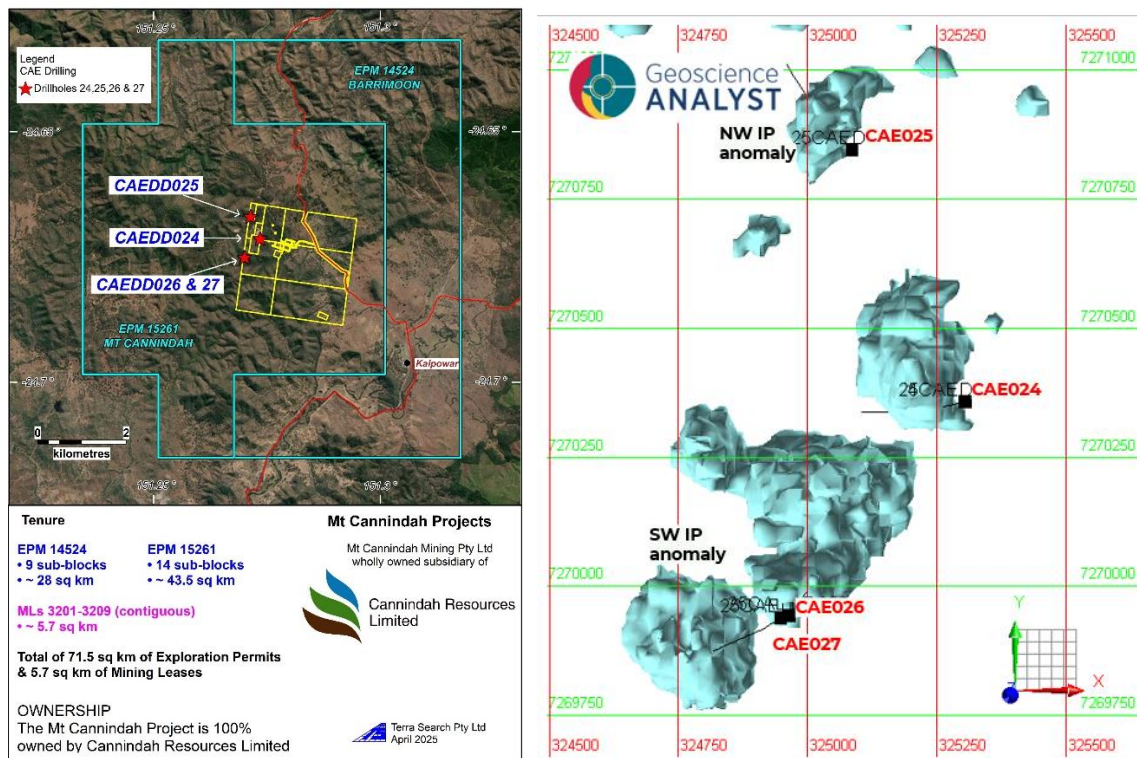 151.25 °
151.3 °
Legend
CAE Drilling
Drillholes 24,25,26 & 27
EPM 14524
BARRIMOON
-24.65 °
-24.65 °
CAEDD025
CAEDD024
CAEDD026 & 27
EPM 15261
MT CANNINDAH
Kalpowar
-24.7 °
-24.7 °
0 2
kilometres
151.25 °
151.3 °
Tenure
EPM 14524
• 9 sub-blocks
• ~ 28 sq km
EPM 15261
• 14 sub-blocks
• ~ 43.5 sq km
MLs 3201-3209 (contiguous)
• ~ 5.7 sq km
Total of 71.5 sq km of Exploration Permits
& 5.7 sq km of Mining Leases
OWNERSHIP
The Mt Cannindah Project is 100%
owned by Cannindah Resources Limited
Mt Cannindah Projects
Mt Cannindah Mining Pty Ltd
wholly owned subsidiary of
Cannindah Resources
Limited
Terra Search Pty Ltd
April 2025
324500 324750 325000 325250 325500
7271000
Geoscience
ANALYST
NW IP
anomaly
25CAED
CAE025
7270750
7270750
7270500
7270500
CAE024
7270250
7270250
SW IP
anomaly
7270000
7270000
CAE026
CAE027
Y
X
7269750
7269750
324500 324750 325000 325250 325500